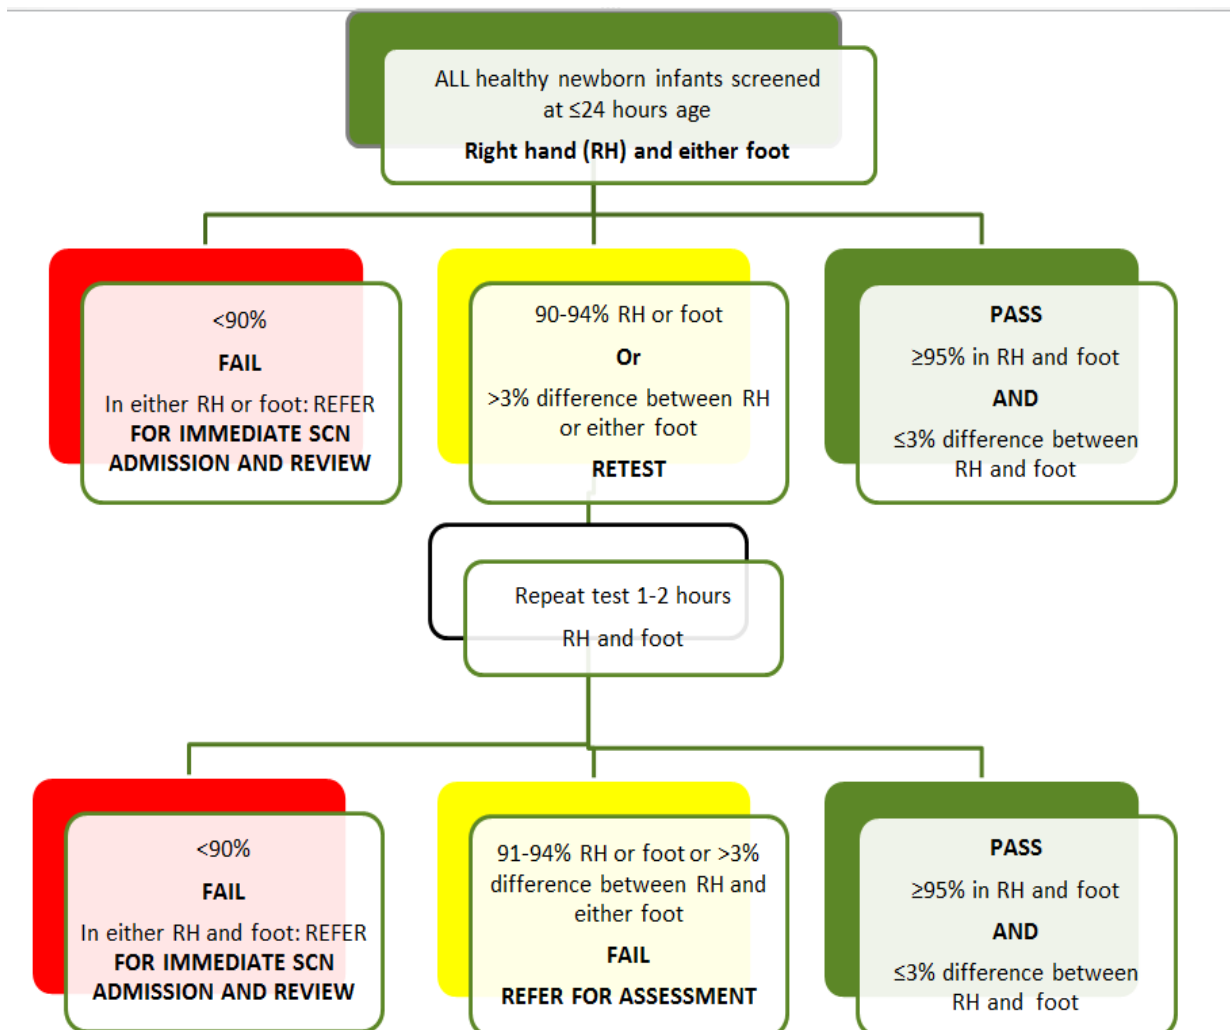 ALL healthy newborn infants screened
at ≤24 hours age
Right hand (RH) and either foot
<90%
FAIL
In either RH or foot: REFER
FOR IMMEDIATE SCN
ADMISSION AND REVIEW
90-94% RH or foot
Or
>3% difference between RH
or either foot
RETEST
PASS
≥95% in RH and foot
AND
≤3% difference between
RH and foot
Repeat test 1-2 hours
RH and foot
<90%
FAIL
In either RH and foot: REFER
FOR IMMEDIATE SCN
ADMISSION AND REVIEW
91-94% RH or foot or >3%
difference between RH and
either foot
FAIL
REFER FOR ASSESSMENT
PASS
≥95% in RH and foot
AND
≤3% difference between
RH and foot